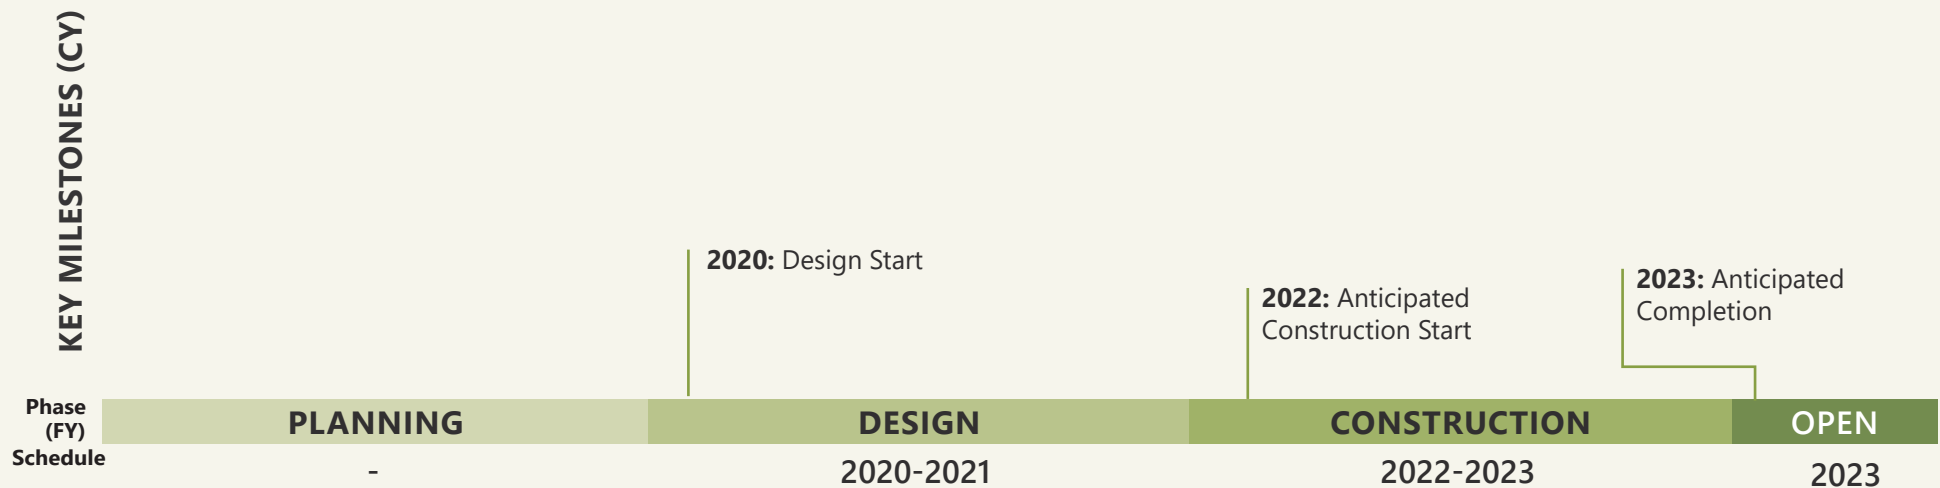 KEY MILESTONES (CY)
2020: Design Start
2022: Anticipated
Construction Start
2023: Anticipated
Completion
Phase
(FY)
PLANNING
DESIGN
CONSTRUCTION
OPEN
Schedule
-
2020-2021
2022-2023
2023